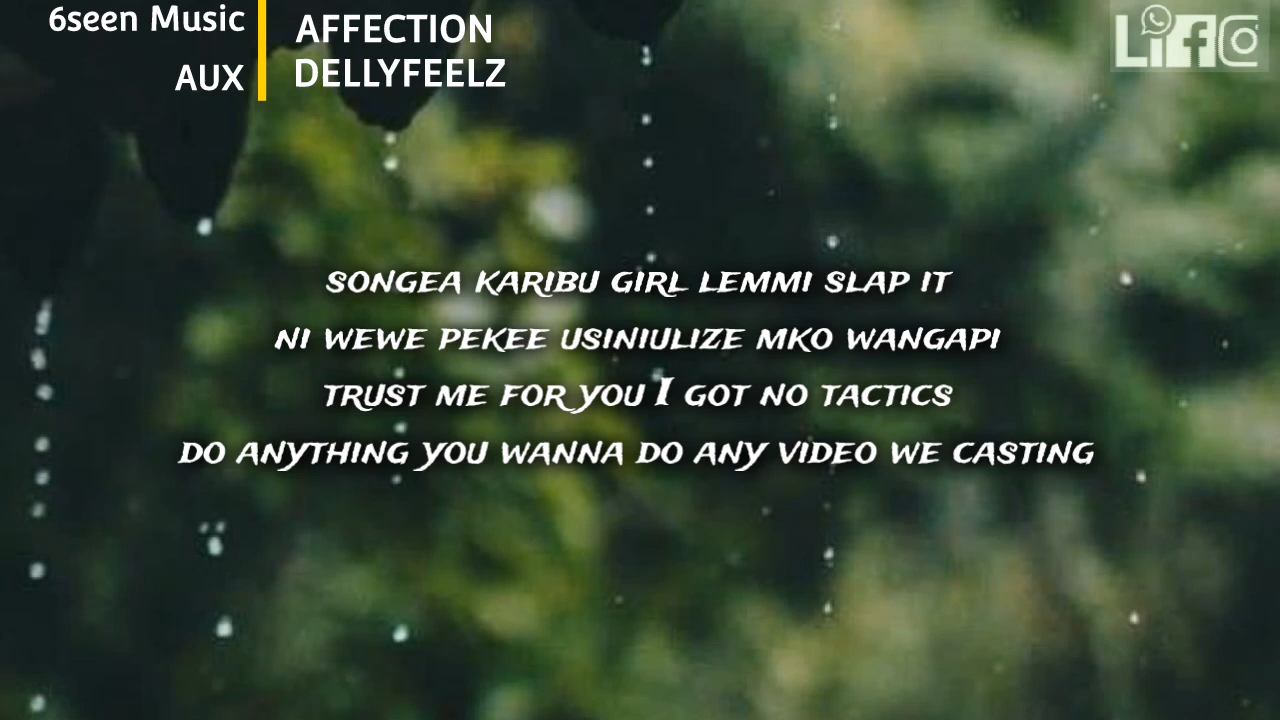 6seen Music
AUX
AFFECTION
DELLYFEELZ
SONGEA KARIBU GIRL LEMMI SLAP IT
NI WEWE PEKEE USINIULIZE MKO WANGAPI
TRUST ME FOR YOU I GOT NO TACTICS
DO ANYTHING YOU WANNA DO ANY VIDEO WE CASTING